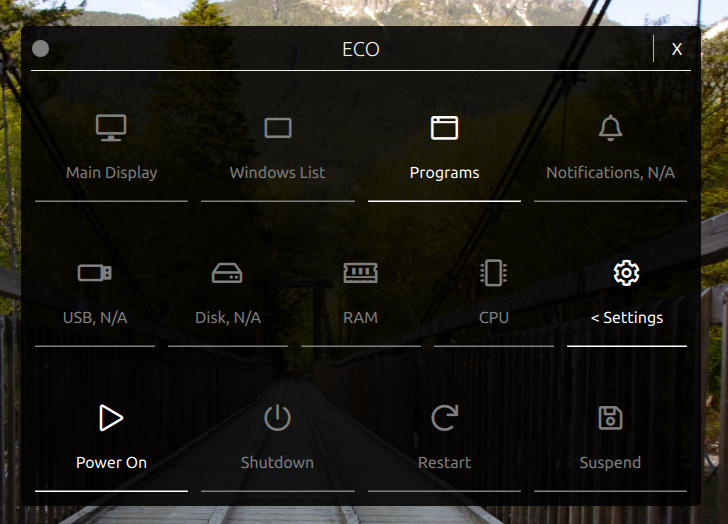 ECO
X
Main Display
Windows List
Programs
Notifications, N/A
USB, N/A
Disk, N/A
RAM
CPU
< Settings
Power On
Shutdown
Restart
Suspend